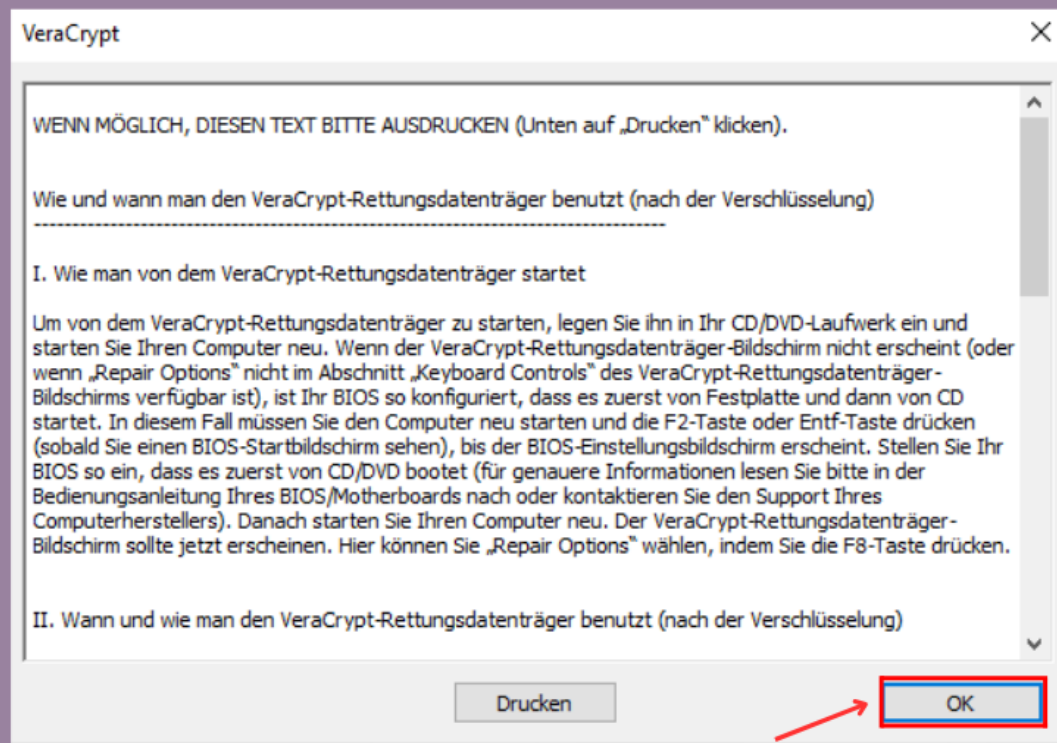 VeraCrypt
WENN MÖGLICH, DIESEN TEXT BITTE AUSDRUCKEN (Unten auf „Drucken“ klicken).
Wie und wann man den VeraCrypt-Rettungsdatenträger benutzt (nach der Verschlüsselung)
------------------------------------------------------------------------------------
I. Wie man von dem VeraCrypt-Rettungsdatenträger startet
Um von dem VeraCrypt-Rettungsdatenträger zu starten, legen Sie ihn in Ihr CD/DVD-Laufwerk ein und
starten Sie Ihren Computer neu. Wenn der VeraCrypt-Rettungsdatenträger-Bildschirm nicht erscheint (oder
wenn „Repair Options“ nicht im Abschnitt „Keyboard Controls“ des VeraCrypt-Rettungsdatenträger-
Bildschirms verfügbar ist), ist Ihr BIOS so konfiguriert, dass es zuerst von Festplatte und dann von CD
startet. In diesem Fall müssen Sie den Computer neu starten und die F2-Taste oder Entf-Taste drücken
(sobald Sie einen BIOS-Startbildschirm sehen), bis der BIOS-Einstellungsbildschirm erscheint. Stellen Sie Ihr
BIOS so ein, dass es zuerst von CD/DVD bootet (für genauere Informationen lesen Sie bitte in der
Bedienungsanleitung Ihres BIOS/Motherboards nach oder kontaktieren Sie den Support Ihres
Computerherstellers). Danach starten Sie Ihren Computer neu. Der VeraCrypt-Rettungsdatenträger-
Bildschirm sollte jetzt erscheinen. Hier können Sie „Repair Options“ wählen, indem Sie die F8-Taste drücken.
II. Wann und wie man den VeraCrypt-Rettungsdatenträger benutzt (nach der Verschlüsselung)
Drucken
OK